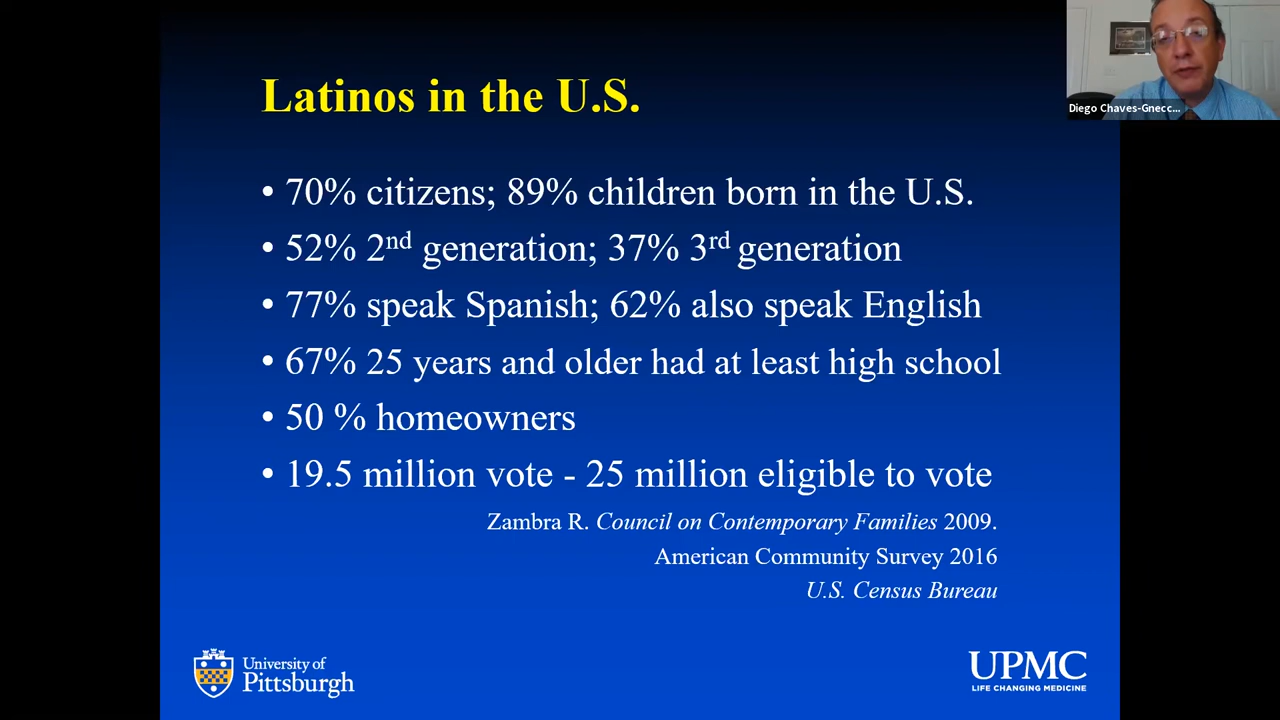 Latinos in the U.S.
Diego Chaves-Gnecc...
• 70% citizens; 89% children born in the U.S.
• 52% 2nd generation; 37% 3rd generation
• 77% speak Spanish; 62% also speak English
• 67% 25 years and older had at least high school
• 50 % homeowners
• 19.5 million vote - 25 million eligible to vote
Zambra R. Council on Contemporary Families 2009.
American Community Survey 2016
U.S. Census Bureau
University of
Pittsburgh
UPMC
LIFE CHANGING MEDICINE